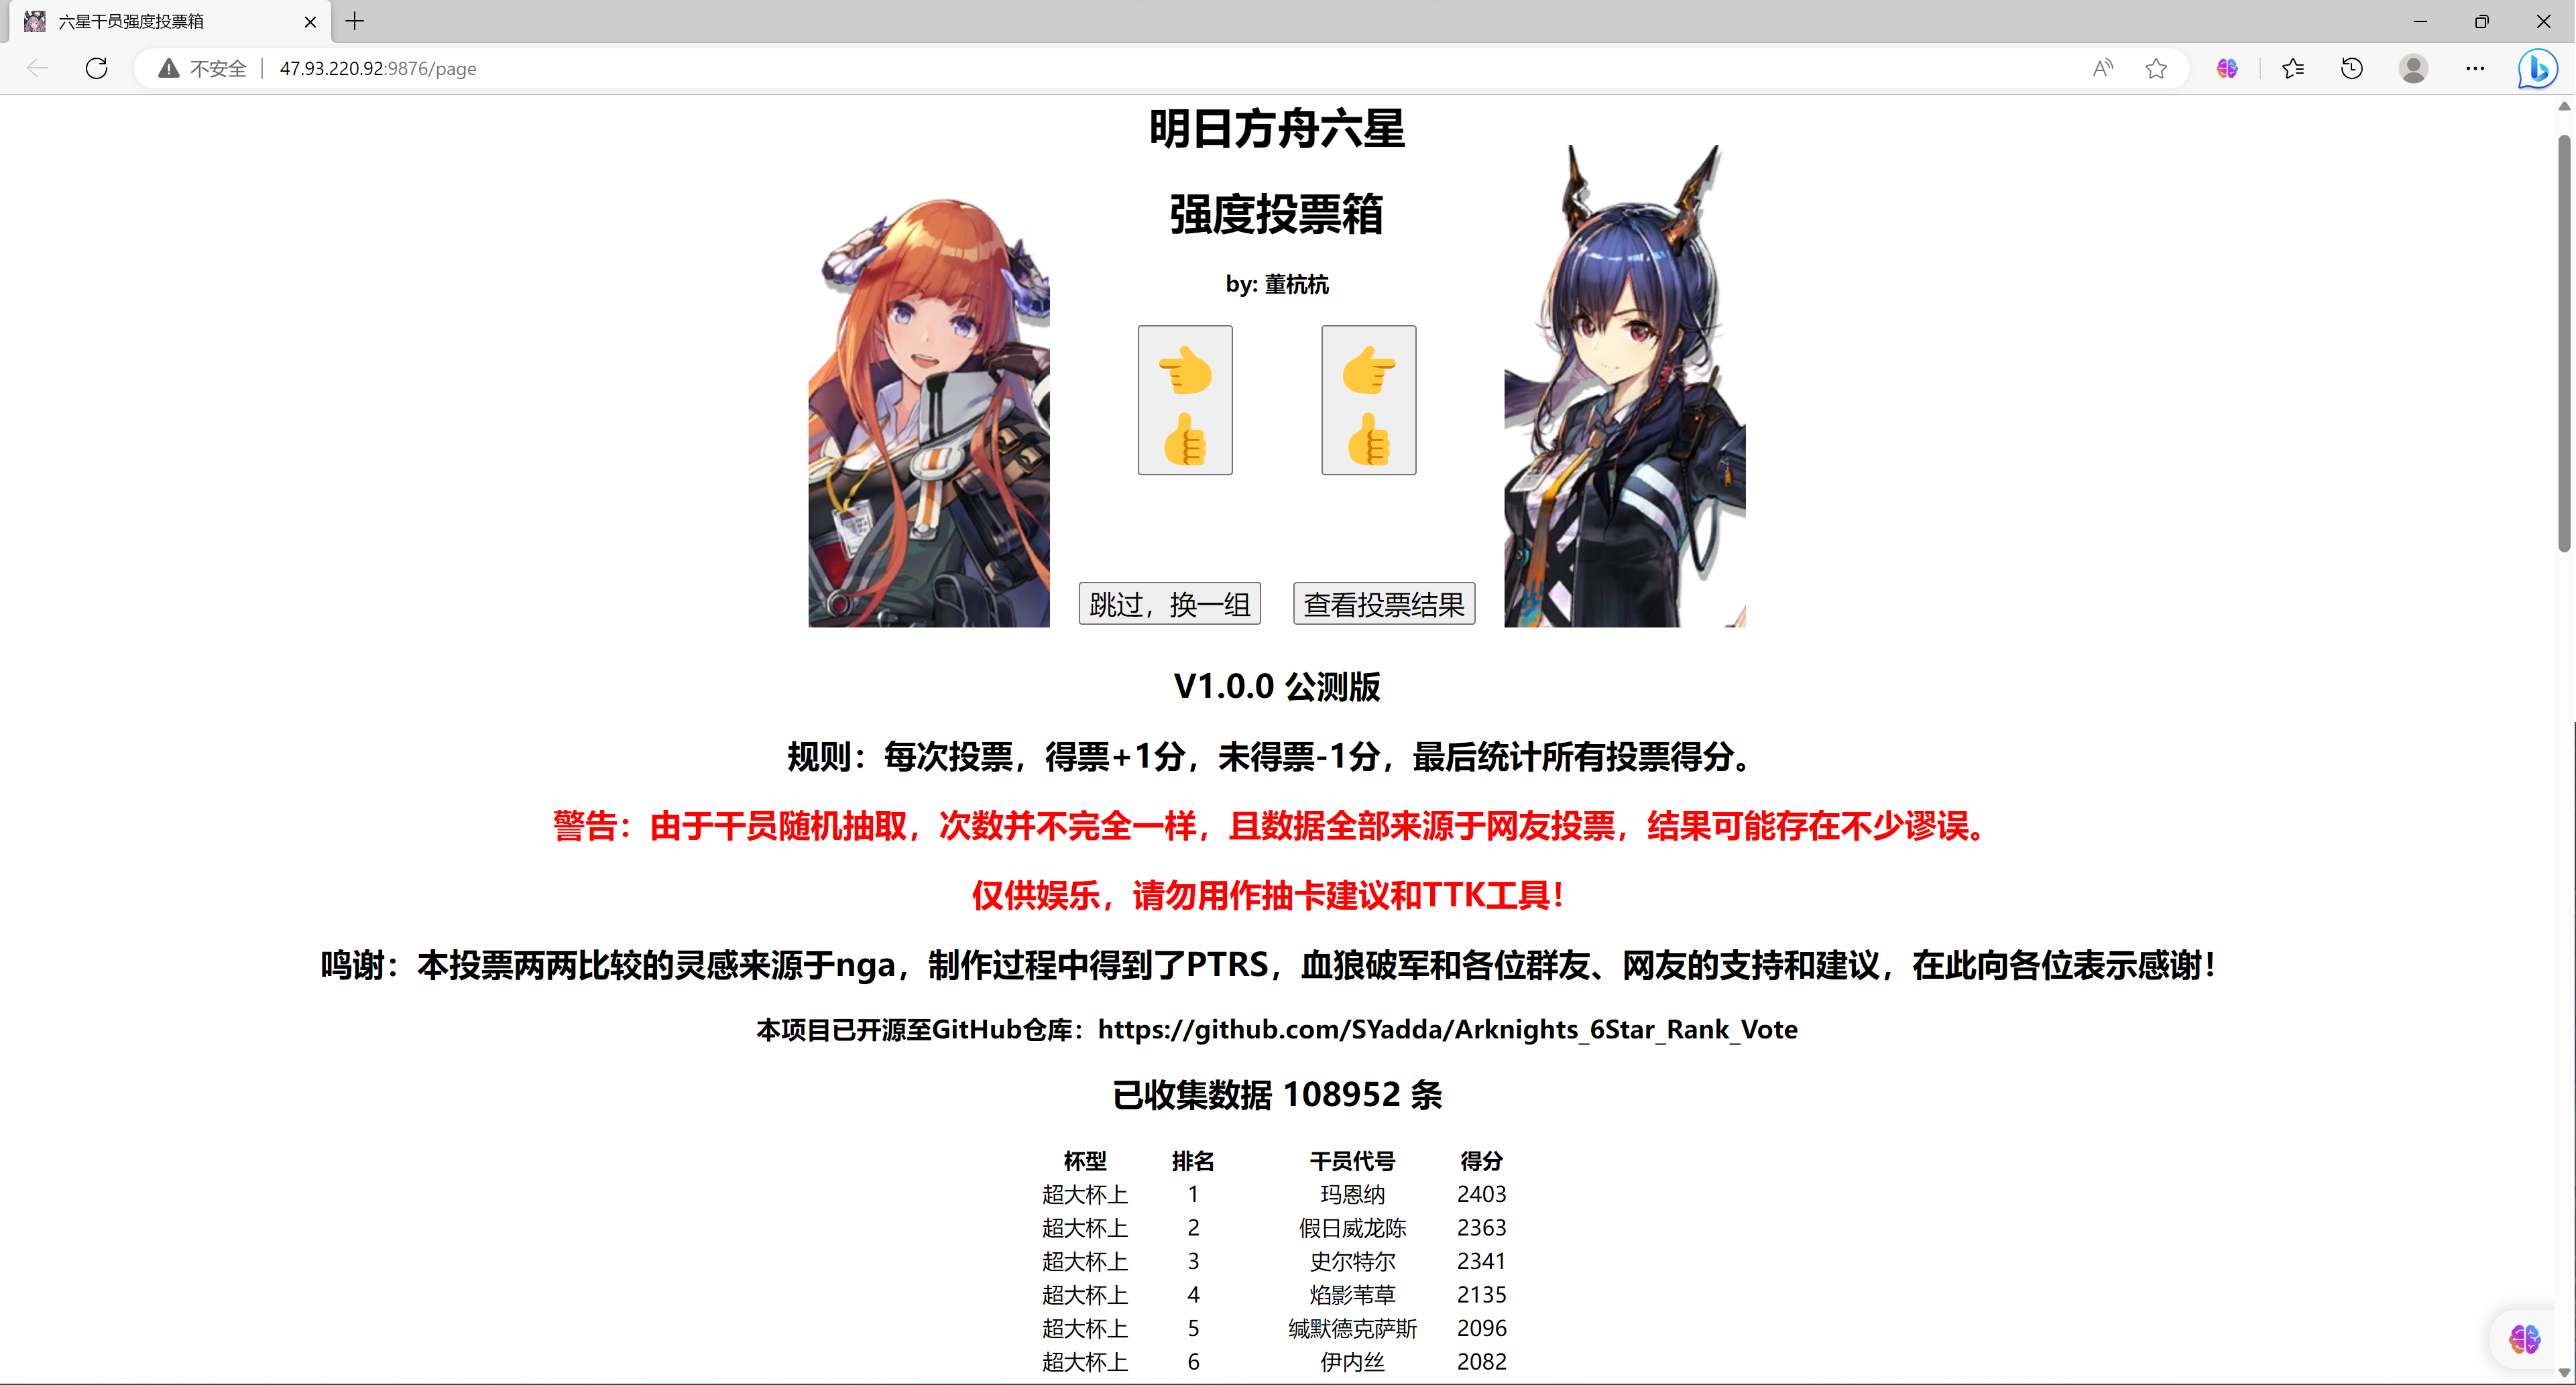 六星干员强度投票箱
不安全 47.93.220.92:9876/page
明日方舟六星
强度投票箱
by: 董杭杭
跳过，换一组 查看投票结果
V1.0.0 公测版
规则：每次投票，得票+1分，未得票-1分，最后统计所有投票得分。
警告：由于干员随机抽取，次数并不完全一样，且数据全部来源于网友投票，结果可能存在不少谬误。
仅供娱乐，请勿用作抽卡建议和TTK工具！
鸣谢：本投票两两比较的灵感来源于nga，制作过程中得到了PTRS，血狼破军和各位群友、网友的支持和建议，在此向各位表示感谢！
本项目已开源至GitHub仓库：https://github.com/SYadda/Arknights_6Star_Rank_Vote
已收集数据 108952 条
杯型 排名 干员代号 得分
超大杯上 1 玛恩纳 2403
超大杯上 2 假日威龙陈 2363
超大杯上 3 史尔特尔 2341
超大杯上 4 焰影苇草 2135
超大杯上 5 缄默德克萨斯 2096
超大杯上 6 伊内丝 2082